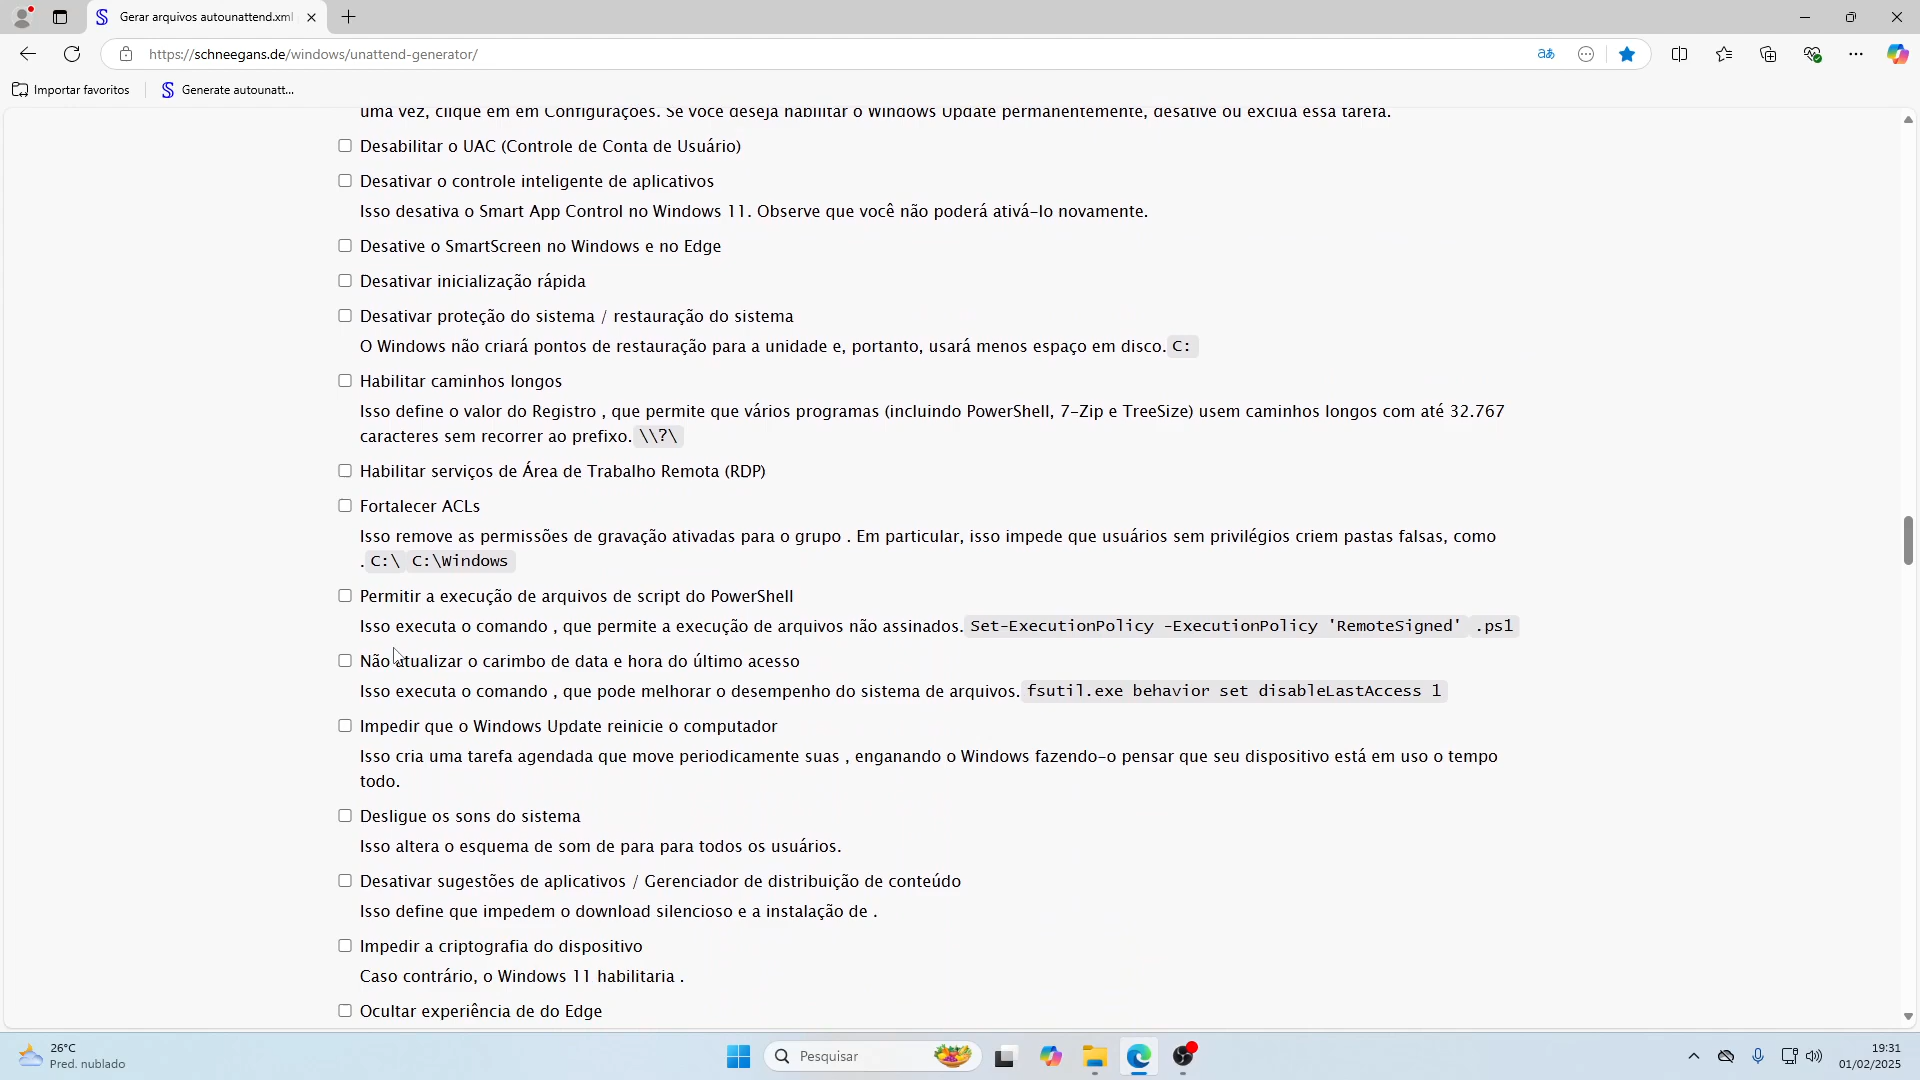 Gerar arquivos autounattend.xml
https://schneegans.de/windows/unattend-generator/
Importar favoritos
Generate autounatt...
uma vez, clique em em Configurações. Se você deseja habilitar o Windows Update permanentemente, desative ou exclua essa tarefa.
Desabilitar o UAC (Controle de Conta de Usuário)
Desativar o controle inteligente de aplicativos
Isso desativa o Smart App Control no Windows 11. Observe que você não poderá ativá-lo novamente.
Desative o SmartScreen no Windows e no Edge
Desativar inicialização rápida
Desativar proteção do sistema / restauração do sistema
O Windows não criará pontos de restauração para a unidade e, portanto, usará menos espaço em disco. C:
Habilitar caminhos longos
Isso define o valor do Registro , que permite que vários programas (incluindo PowerShell, 7-Zip e TreeSize) usem caminhos longos com até 32.767
caracteres sem recorrer ao prefixo. \\?\
Habilitar serviços de Área de Trabalho Remota (RDP)
Fortalecer ACLs
Isso remove as permissões de gravação ativadas para o grupo . Em particular, isso impede que usuários sem privilégios criem pastas falsas, como
. C:\ C:\Windows
Permitir a execução de arquivos de script do PowerShell
Isso executa o comando , que permite a execução de arquivos não assinados. Set-ExecutionPolicy -ExecutionPolicy 'RemoteSigned' .ps1
Não atualizar o carimbo de data e hora do último acesso
Isso executa o comando , que pode melhorar o desempenho do sistema de arquivos. fsutil.exe behavior set disableLastAccess 1
Impedir que o Windows Update reinicie o computador
Isso cria uma tarefa agendada que move periodicamente suas , enganando o Windows fazendo-o pensar que seu dispositivo está em uso o tempo
todo.
Desligue os sons do sistema
Isso altera o esquema de som de para para todos os usuários.
Desativar sugestões de aplicativos / Gerenciador de distribuição de conteúdo
Isso define que impedem o download silencioso e a instalação de .
Impedir a criptografia do dispositivo
Caso contrário, o Windows 11 habilitaria .
Ocultar experiência de do Edge
26°C
Pred. nublado
Pesquisar
19:31
01/02/2025